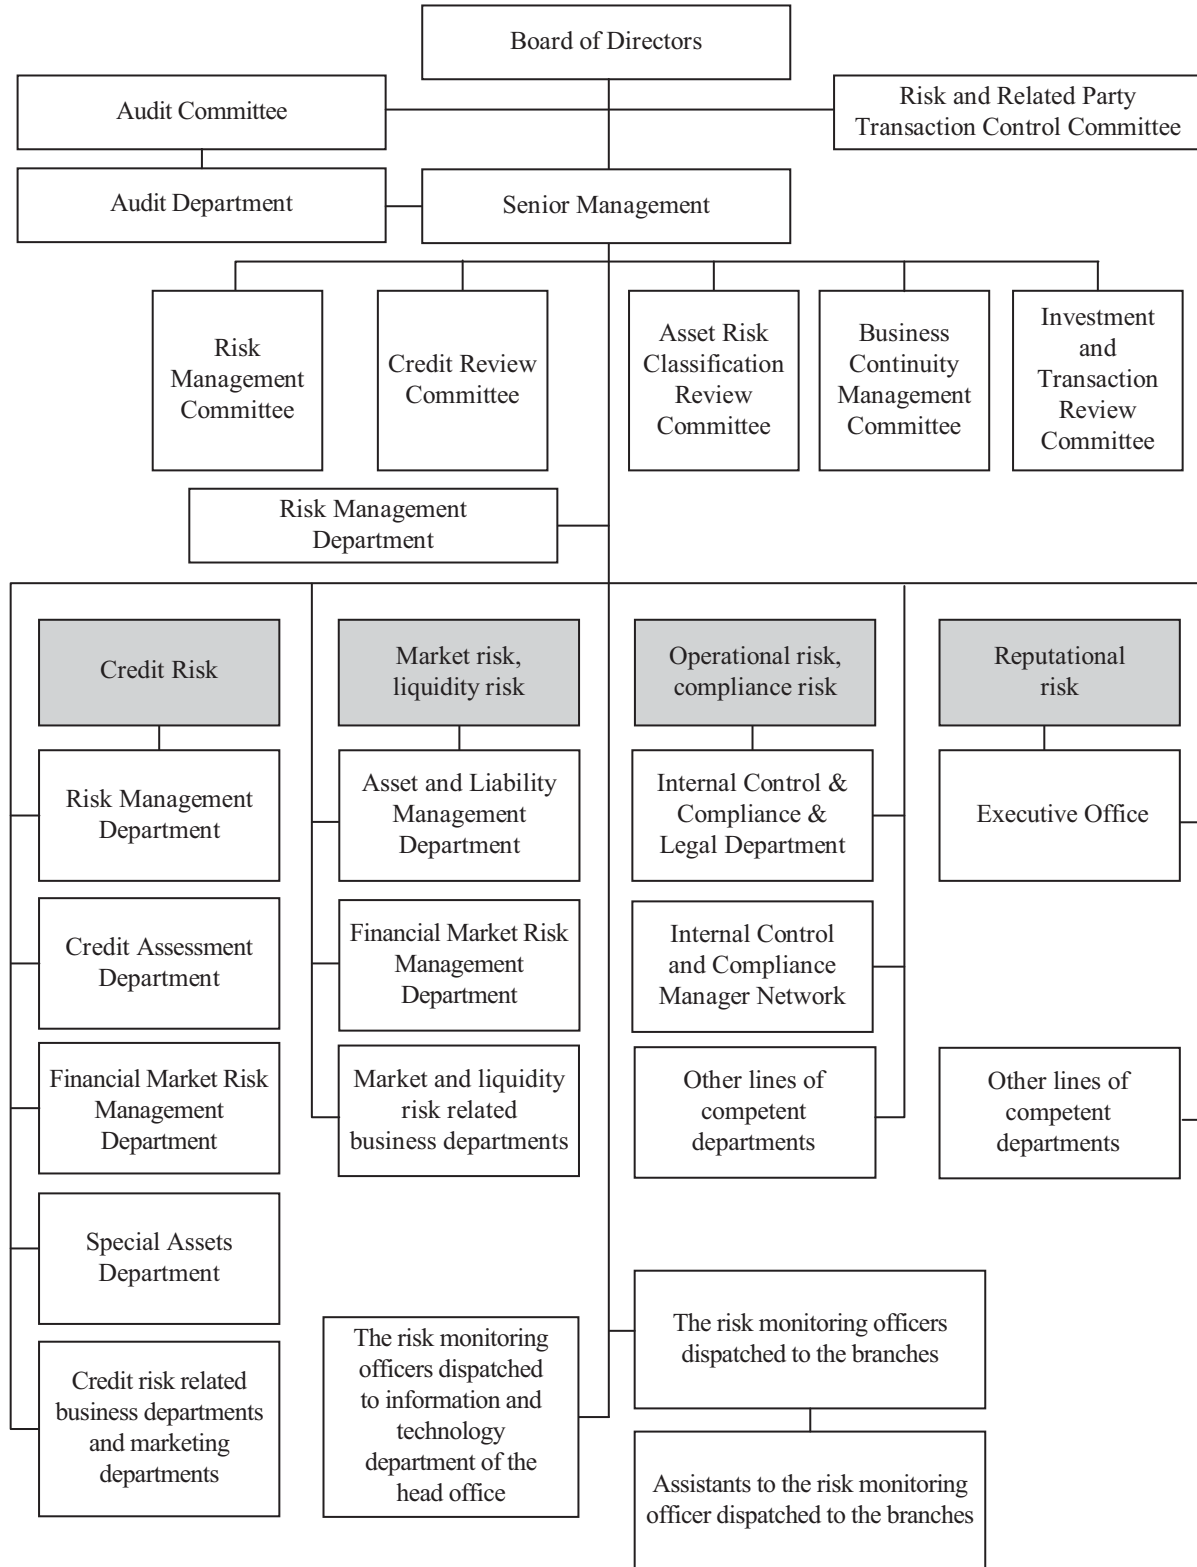 Board of Directors
Audit Committee
Risk and Related Party
Transaction Control Committee
Audit Department
Senior Management
Risk
Management
Committee
Credit Review
Committee
Asset Risk
Classification
Review
Committee
Business
Continuity
Management
Committee
Investment
and
Transaction
Review
Committee
Risk Management
Department
Credit Risk
Market risk,
liquidity risk
Operational risk,
compliance risk
Reputational
risk
Risk Management
Department
Asset and Liability
Management
Department
Internal Control &
Compliance &
Legal Department
Executive Office
Credit Assessment
Department
Financial Market Risk
Management
Department
Internal Control
and Compliance
Manager Network
Financial Market Risk
Management
Department
Market and liquidity
risk related
business departments
Other lines of
competent
departments
Other lines of
competent
departments
Special Assets
Department
Credit risk related
business departments
and marketing
departments
The risk monitoring
officers dispatched
to information and
technology
department of the
head office
The risk monitoring officers
dispatched to the branches
Assistants to the risk monitoring
officer dispatched to the branches